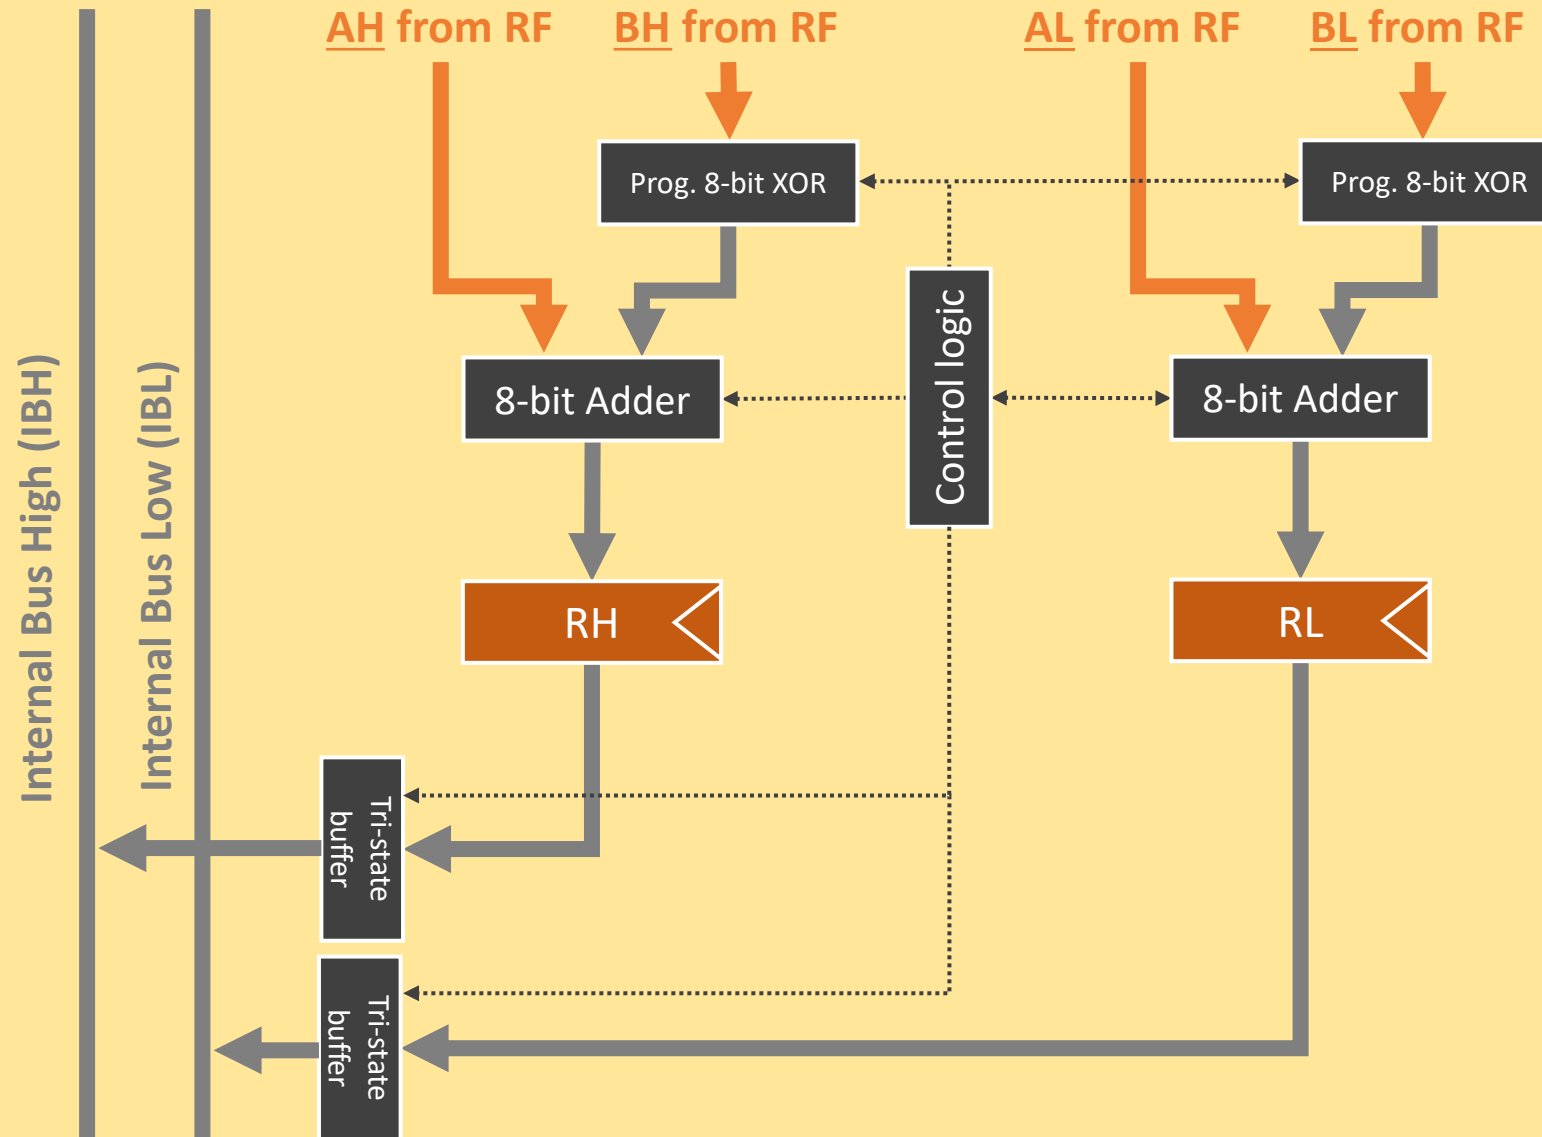 AH from RF
BH from RF
AL from RF
BL from RF
Prog. 8-bit XOR
Prog. 8-bit XOR
Internal Bus High (IBH)
Internal Bus Low (IBL)
8-bit Adder
Control logic
8-bit Adder
RH
RL
Tri-state
buffer
Tri-state
buffer